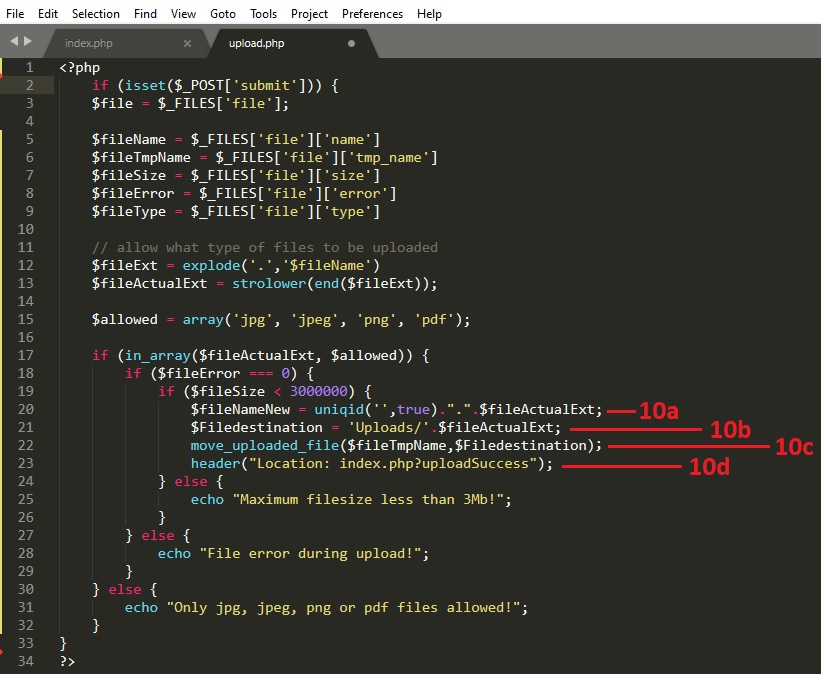 File Edit Selection Find View Goto Tools Project Preferences Help
index.php × upload.php
1 <?php
2 if (isset($_POST['submit'])) {
3 $file = $_FILES['file'];
4
5 $fileName = $_FILES['file']['name']
6 $fileTmpName = $_FILES['file']['tmp_name']
7 $fileSize = $_FILES['file']['size']
8 $fileError = $_FILES['file']['error']
9 $fileType = $_FILES['file']['type']
10
11 // allow what type of files to be uploaded
12 $fileExt = explode('.','$fileName')
13 $fileActualExt = strolower(end($fileExt));
14
15 $allowed = array('jpg', 'jpeg', 'png', 'pdf');
16
17 if (in_array($fileActualExt, $allowed)) {
18 if ($fileError === 0) {
19 if ($fileSize < 3000000) {
20 $fileNameNew = uniqid('',true).".".$fileActualExt; 10a
21 $Filedestination = 'Uploads/'.$fileActualExt; 10b
22 move_uploaded_file($fileTmpName,$Filedestination); 10c
23 header("Location: index.php?uploadSuccess"); 10d
24 } else {
25 echo "Maximum filesize less than 3Mb!";
26 }
27 } else {
28 echo "File error during upload!";
29 }
30 } else {
31 echo "Only jpg, jpeg, png or pdf files allowed!";
32 }
33 }
34 ?>